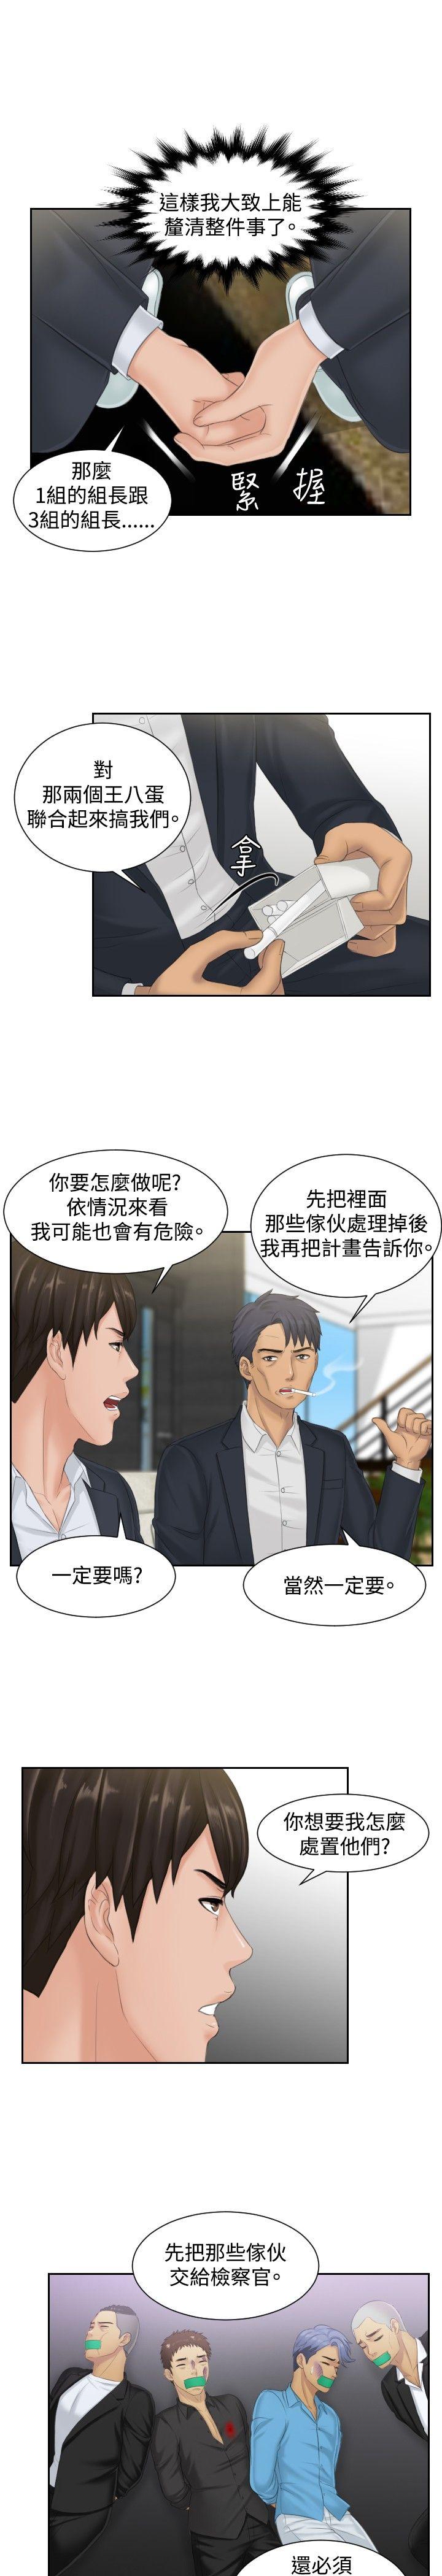 這樣我大致上能
釐清整件事了。
那麼
1組的組長跟
3組的組長......
緊握
對
那兩個王八蛋
聯合起來搞我們。
拿
你要怎麼做呢?
依情況來看
我可能也會有危險。
先把裡面
那些傢伙處理掉後
我再把計畫告訴你。
一定要嗎?
當然一定要。
你想要我怎麼
處置他們?
先把那些傢伙
交給檢察官。
還必須